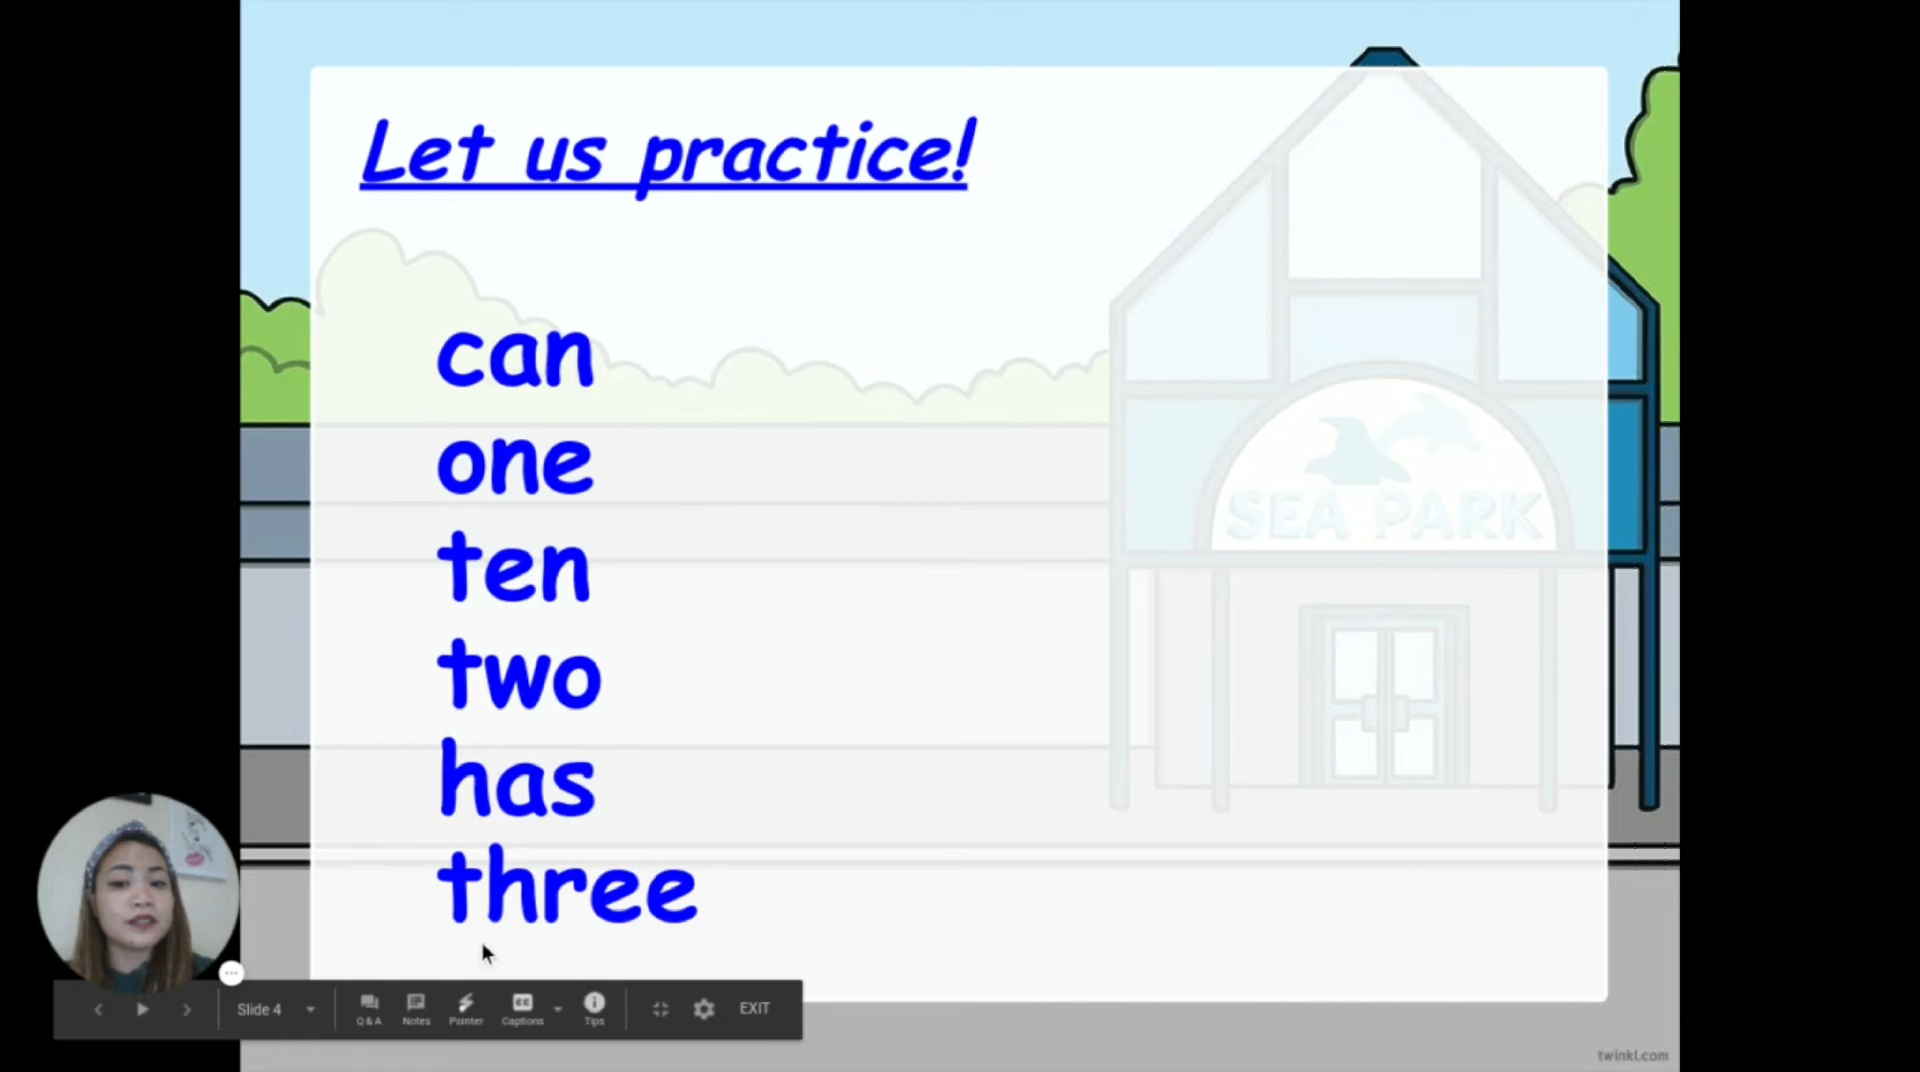 Let us practice!
can
one
ten
two
has
three
SEA PARK
Slide 4
Q & A
Notes
Pointer
Captions
Tips
EXIT
twinkl.com